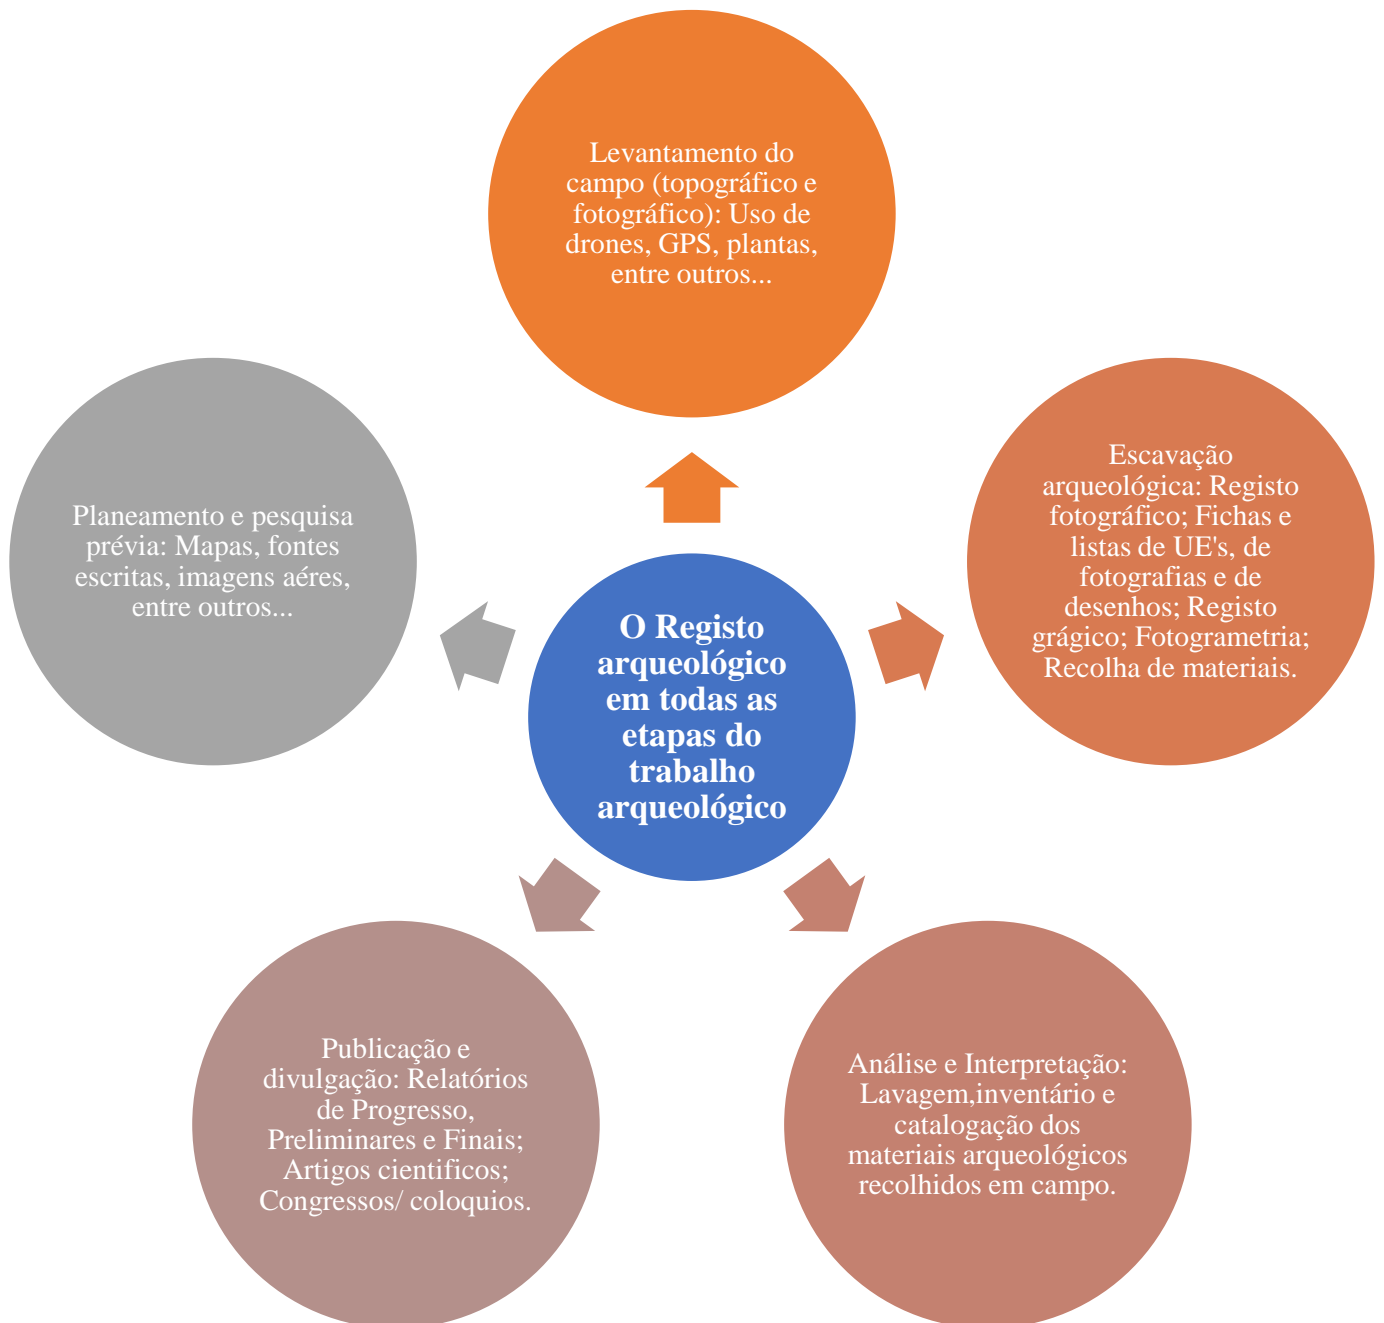 Levantamento do
campo (topográfico e
fotográfico): Uso de
drones, GPS, plantas,
entre outros...
Escavação
arqueológica: Registo
fotográfico; Fichas e
listas de UE's, de
fotografias e de
desenhos; Registo
grágico; Fotogrametria;
Recolha de materiais.
Planeamento e pesquisa
prévia: Mapas, fontes
escritas, imagens aéres,
entre outros...
O Registo
arqueológico
em todas as
etapas do
trabalho
arqueológico
Publicação e
divulgação: Relatórios
de Progresso,
Preliminares e Finais;
Artigos cientificos;
Congressos/ coloquios.
Análise e Interpretação:
Lavagem,inventário e
catalogação dos
materiais arqueológicos
recolhidos em campo.